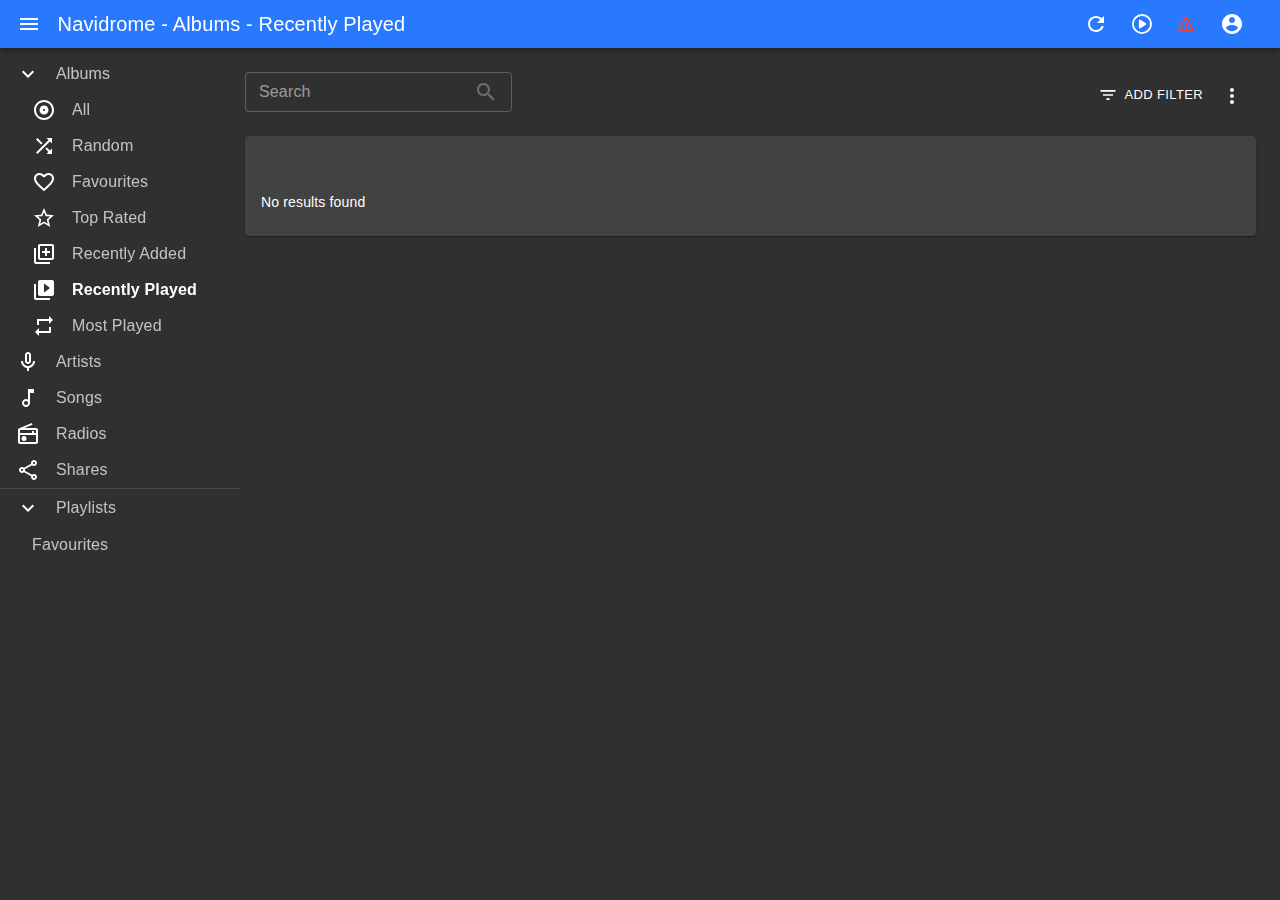 Navidrome - Albums - Recently Played
Albums
All
Random
Favourites
Top Rated
Recently Added
Recently Played
Most Played
Artists
Songs
Radios
Shares
Playlists
Favourites
Search
ADD FILTER
No results found